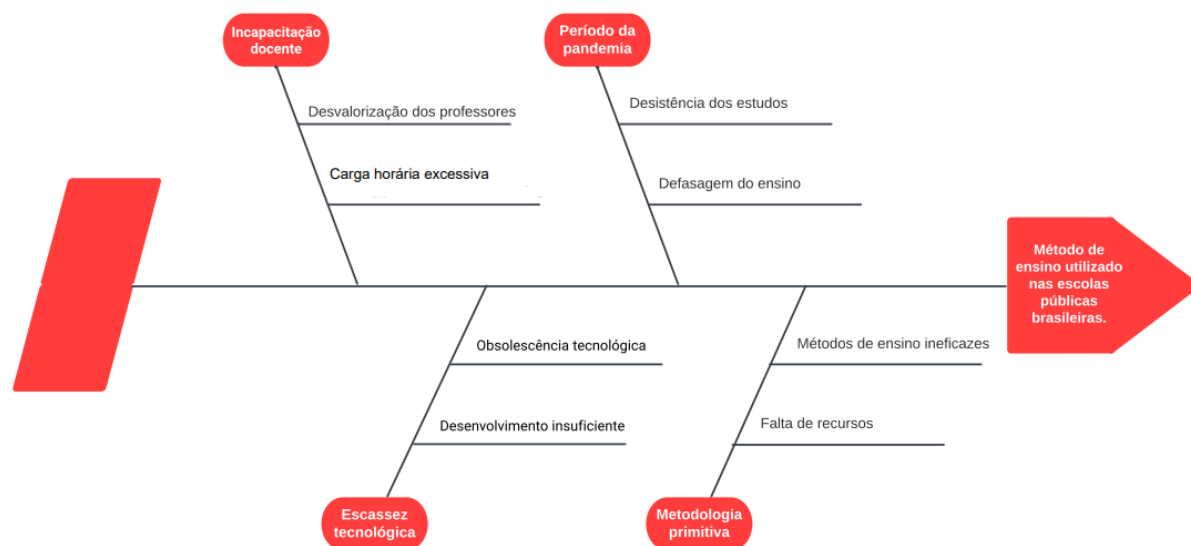 Incapacitação
docente
Período da
pandemia
Desvalorização dos professores
Desistência dos estudos
Carga horária excessiva
Defasagem do ensino
Método de
ensino utilizado
nas escolas
públicas
brasileiras.
Obsolescência tecnológica
Métodos de ensino ineficazes
Desenvolvimento insuficiente
Falta de recursos
Escassez
tecnológica
Metodologia
primitiva